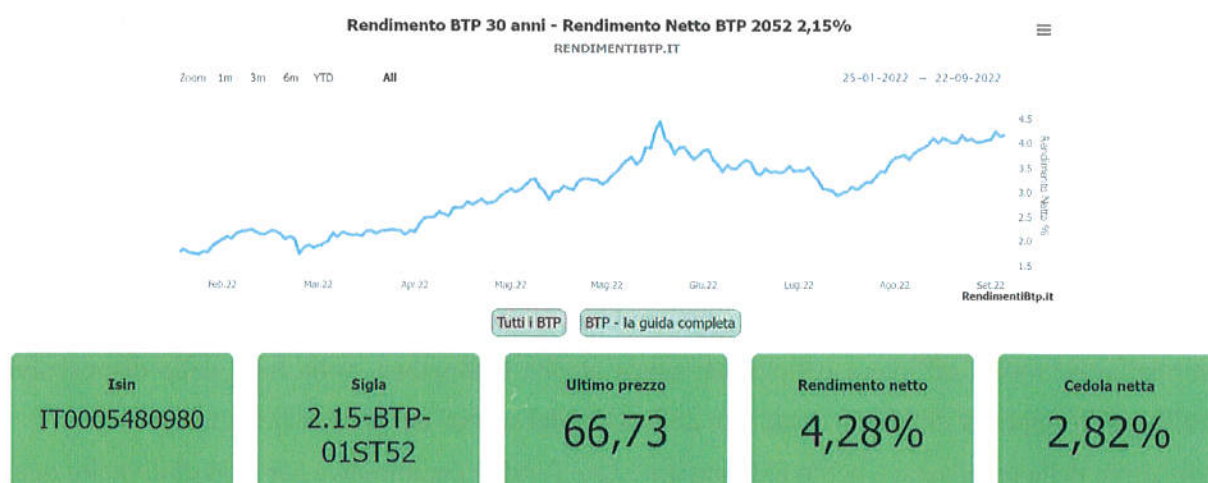 Rendimento BTP 30 anni - Rendimento Netto BTP 2052 2,15%
RENDIMENTIBTP.IT
Zoom 1m 3m 6m YTD All
25-01-2022 → 22-09-2022
4.5
4.0
3.5
3.0
2.5
2.0
1.5
Rendimento Netto %
Feb.22 Mar.22 Apr.22 Mag.22 Mag.22 Giu.22 Lug.22 Ago.22 Set.22
RendimentiBtp.it
Tutti i BTP
BTP - la guida completa
Isin
IT0005480980
Sigla
2.15-BTP-
01ST52
Ultimo prezzo
66,73
Rendimento netto
4,28%
Cedola netta
2,82%